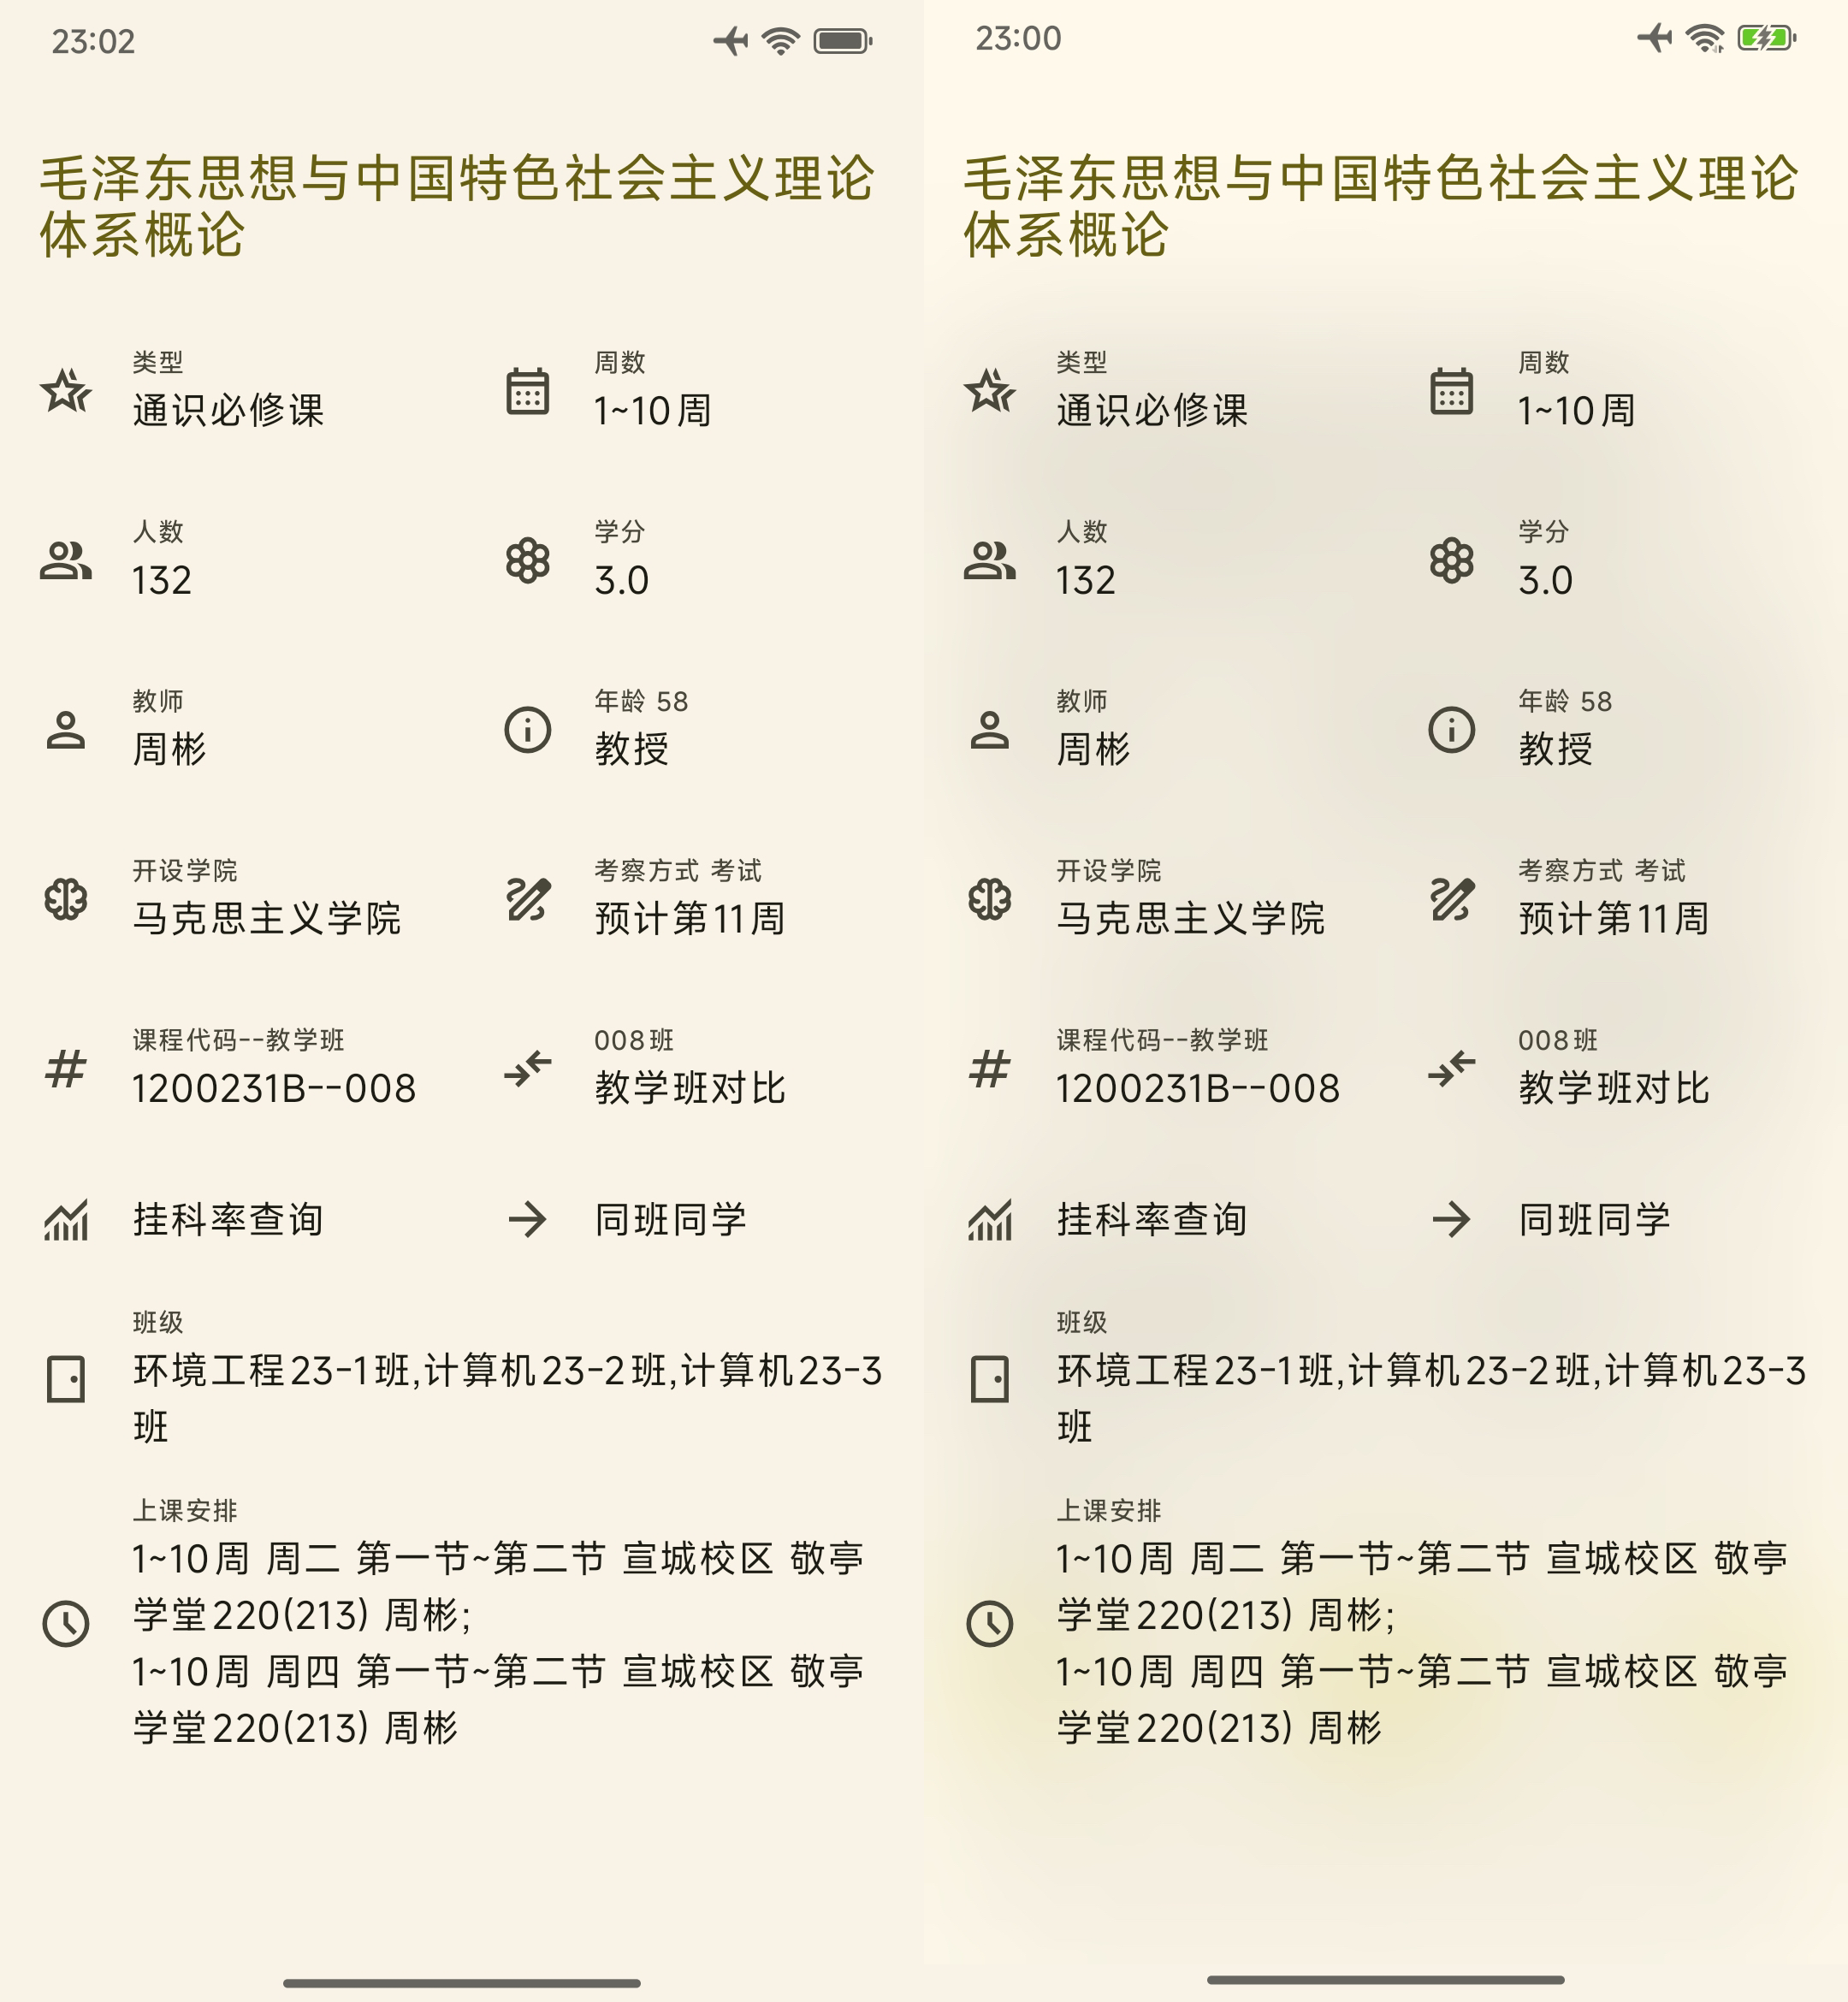 23:02
毛泽东思想与中国特色社会主义理论
体系概论
类型
通识必修课
周数
1~10周
人数
132
学分
3.0
教师
周彬
年龄 58
教授
开设学院
马克思主义学院
考察方式 考试
预计第11周
课程代码--教学班
1200231B--008
008班
教学班对比
挂科率查询
同班同学
班级
环境工程23-1班,计算机23-2班,计算机23-3
班
上课安排
1~10周 周二 第一节~第二节 宣城校区 敬亭
学堂220(213) 周彬;
1~10周 周四 第一节~第二节 宣城校区 敬亭
学堂220(213) 周彬
23:00
毛泽东思想与中国特色社会主义理论
体系概论
类型
通识必修课
周数
1~10周
人数
132
学分
3.0
教师
周彬
年龄 58
教授
开设学院
马克思主义学院
考察方式 考试
预计第11周
课程代码--教学班
1200231B--008
008班
教学班对比
挂科率查询
同班同学
班级
环境工程23-1班,计算机23-2班,计算机23-3
班
上课安排
1~10周 周二 第一节~第二节 宣城校区 敬亭
学堂220(213) 周彬;
1~10周 周四 第一节~第二节 宣城校区 敬亭
学堂220(213) 周彬